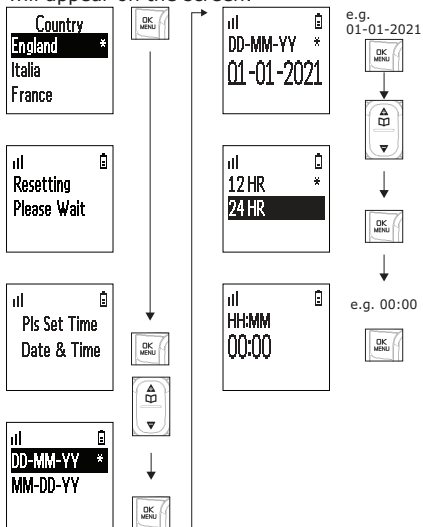 will appear on the screen.
Country
England *
Italia
France
OK
MENU
Resetting
Please Wait
Pls Set Time
Date & Time
OK
MENU
DD-MM-YY *
MM-DD-YY
OK
MENU
DD-MM-YY *
01-01-2021
e.g.
01-01-2021
OK
MENU
12 HR *
24 HR
OK
MENU
HH:MM
00:00
e.g. 00:00
OK
MENU